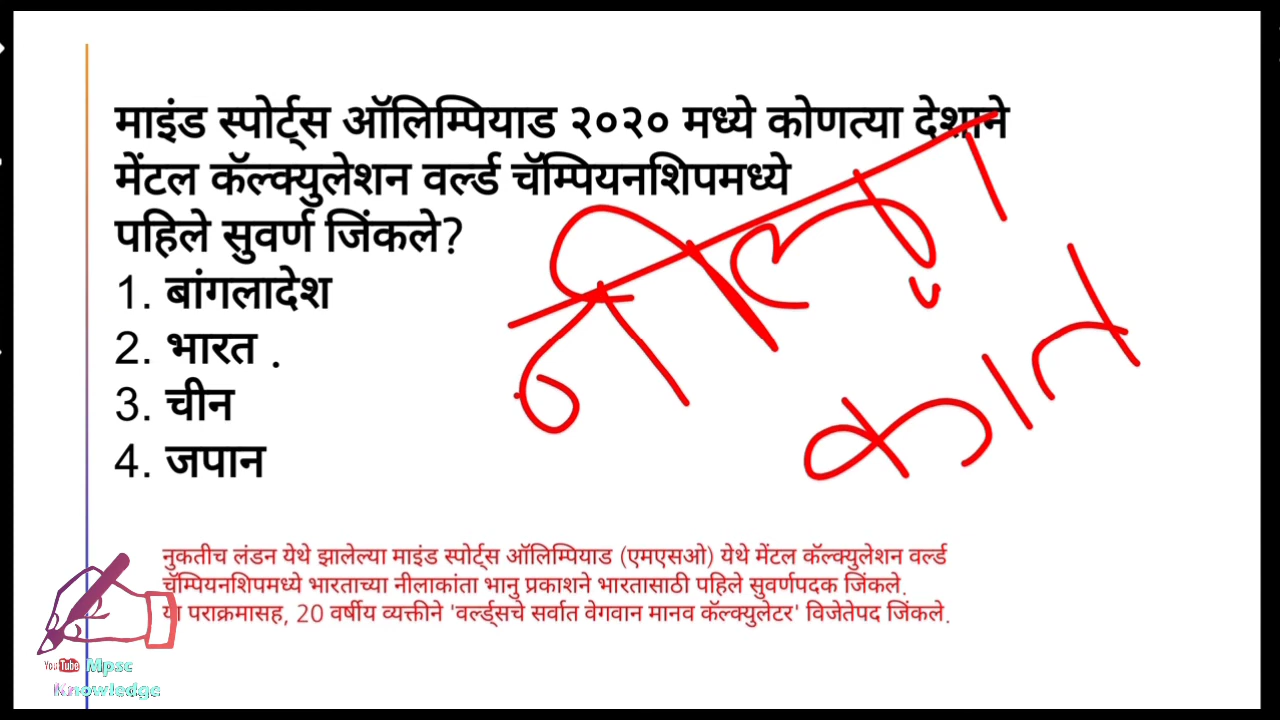 माइंड स्पोर्ट्स ऑलिम्पियाड २०२० मध्ये कोणत्या देशाने
मेंटल कॅल्क्युलेशन वर्ल्ड चॅम्पियनशिपमध्ये
पहिले सुवर्ण जिंकले?
1. बांगलादेश
2. भारत .
3. चीन
4. जपान
कांत
नुकतीच लंडन येथे झालेल्या माइंड स्पोर्ट्स ऑलिम्पियाड (एमएसओ) येथे मेंटल कॅल्क्युलेशन वर्ल्ड
चॅम्पियनशिपमध्ये भारताच्या नीलाकांता भानु प्रकाशने भारतासाठी पहिले सुवर्णपदक जिंकले.
या पराक्रमासह, 20 वर्षीय व्यक्तीने 'वर्ल्ड्सचे सर्वात वेगवान मानव कॅल्क्युलेटर' विजेतेपद जिंकले.
YouTube Mpsc
Knowledge